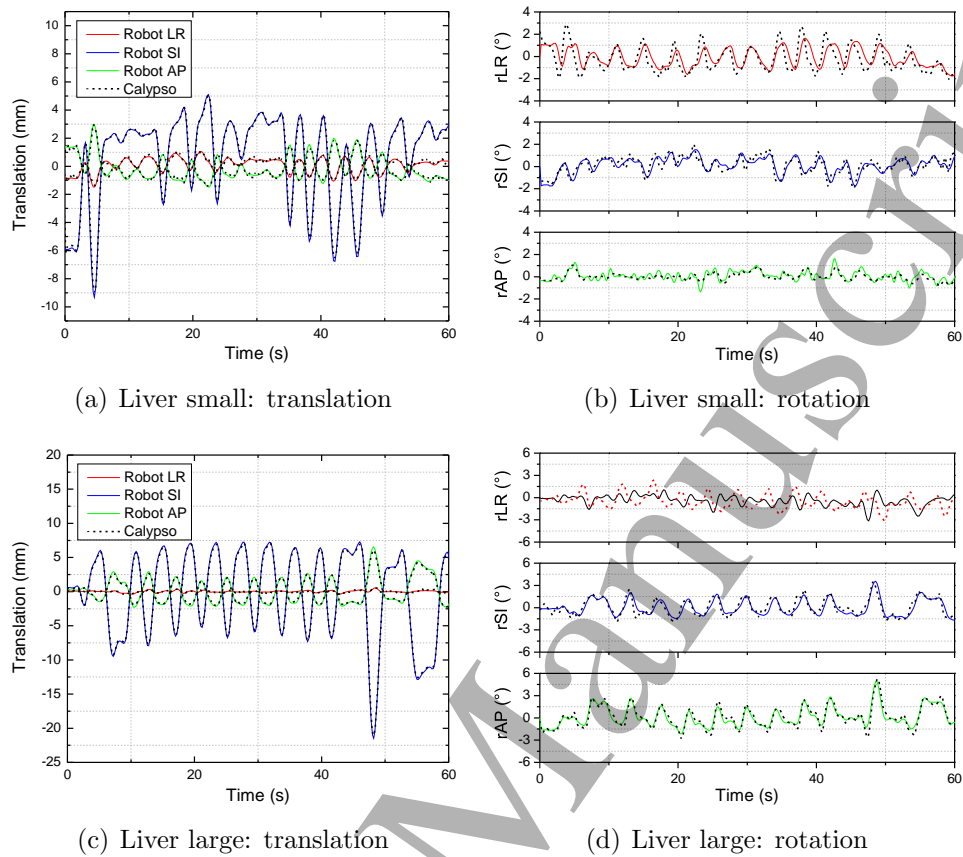 Robot LR
Robot SI
Robot AP
Calypso
Translation (mm)
11
10
8
6
4
2
0
-2
-4
-6
-8
-10
0 20 40 60
Time (s)
(a) Liver small: translation
rLR (°)
4
2
0
-2
-4
rSI (°)
4
2
0
-2
-4
rAP (°)
4
2
0
-2
-4
0 20 40 60
Time (s)
(b) Liver small: rotation
Robot LR
Robot SI
Robot AP
Calypso
Translation (mm)
20
15
10
5
0
-5
-10
-15
-20
-25
0 20 40 60
Time (s)
(c) Liver large: translation
rLR (°)
6
3
0
-3
-6
rSI (°)
6
3
0
-3
-6
rAP (°)
6
3
0
-3
-6
0 20 40 60
Time (s)
(d) Liver large: rotation
Manuscri